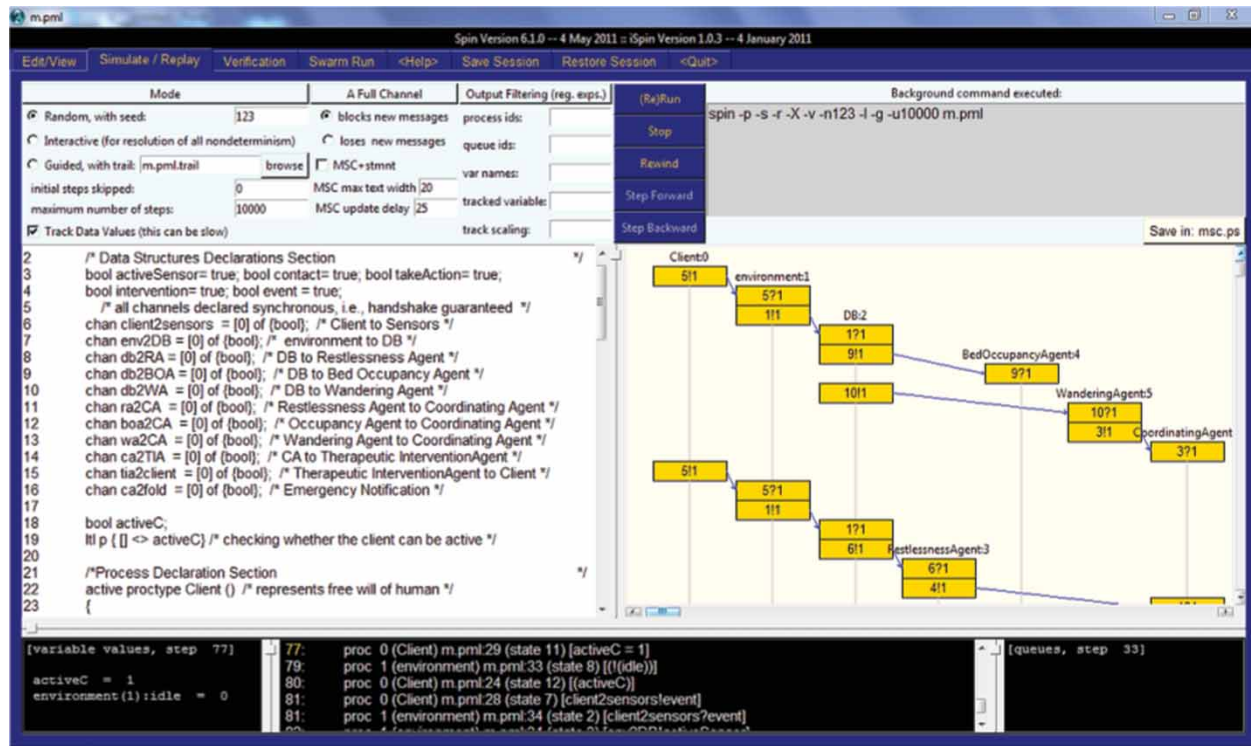 m.pml
Spin Version 6.1.0 -- 4 May 2011 :: iSpin Version 1.0.3 -- 4 January 2011
Edit/View Simulate / Replay Verification Swarm Run <Help> Save Session Restore Session <Quit>
Mode A Full Channel Output Filtering (reg. exps.) (Re)Run Background command executed:
Random, with seed: 123 blocks new messages process ids: spin -p -s -r -X -v -n123 -l -g -u10000 m.pml
Interactive (for resolution of all nondeterminism) loses new messages queue ids: Stop
Guided, with trail: m.pml.trail browse MSC+stmnt var names: Rewind
initial steps skipped: 0 MSC max text width 20 tracked variable: Step Forward
maximum number of steps: 10000 MSC update delay 25
Track Data Values (this can be slow) track scaling: Step Backward Save in: msc.ps
2 /* Data Structures Declarations Section */
3 bool activeSensor= true; bool contact= true; bool takeAction= true;
4 bool intervention= true; bool event = true;
5 /* all channels declared synchronous, i.e., handshake guaranteed */
6 chan client2sensors = [0] of {bool}; /* Client to Sensors */
7 chan env2DB = [0] of {bool}; /* environment to DB */
8 chan db2RA = [0] of {bool}; /* DB to Restlessness Agent */
9 chan db2BOA = [0] of {bool}; /* DB to Bed Occupancy Agent */
10 chan db2WA = [0] of {bool}; /* DB to Wandering Agent */
11 chan ra2CA = [0] of {bool}; /* Restlessness Agent to Coordinating Agent */
12 chan boa2CA = [0] of {bool}; /* Occupancy Agent to Coordinating Agent */
13 chan wa2CA = [0] of {bool}; /* Wandering Agent to Coordinating Agent */
14 chan ca2TIA = [0] of {bool}; /* CA to Therapeutic InterventionAgent */
15 chan tia2client = [0] of {bool}; /* Therapeutic InterventionAgent to Client */
16 chan ca2fold = [0] of {bool}; /* Emergency Notification */
17
18 bool activeC;
19 ltl p { [] <> activeC} /* checking whether the client can be active */
20
21 /*Process Declaration Section */
22 active proctype Client () /* represents free will of human */
23 {
Client:0
5!1 environment:1
5?1
1!1 DB:2
1?1
9!1 BedOccupancyAgent:4
9?1
10!1 WanderingAgent:5
10?1
3!1 CoordinatingAgent
3?1
5!1
5?1
1!1
1?1
6!1 RestlessnessAgent:3
6?1
4!1
[variable values, step 77]
activeC = 1
environment(1):idle = 0
77: proc 0 (Client) m.pml:29 (state 11) [activeC = 1]
79: proc 1 (environment) m.pml:33 (state 8) [(!(idle))]
80: proc 0 (Client) m.pml:24 (state 12) [(activeC)]
81: proc 0 (Client) m.pml:28 (state 7) [client2sensors!event]
81: proc 1 (environment) m.pml:34 (state 2) [client2sensors?event]
[queues, step 33]